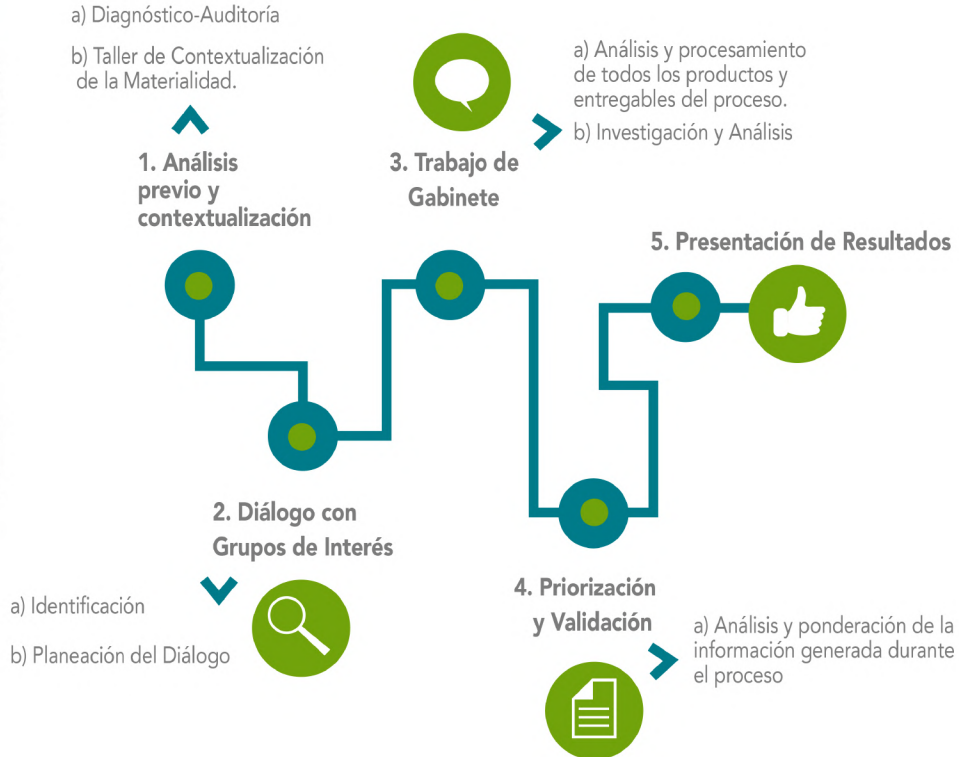 a) Diagnóstico-Auditoría
b) Taller de Contextualización
de la Materialidad.
1. Análisis
previo y
contextualización
2. Diálogo con
Grupos de Interés
a) Identificación
b) Planeación del Diálogo
3. Trabajo de
Gabinete
a) Análisis y procesamiento
de todos los productos y
entregables del proceso.
b) Investigación y Análisis
4. Priorización
y Validación
a) Análisis y ponderación de la
información generada durante
el proceso
5. Presentación de Resultados